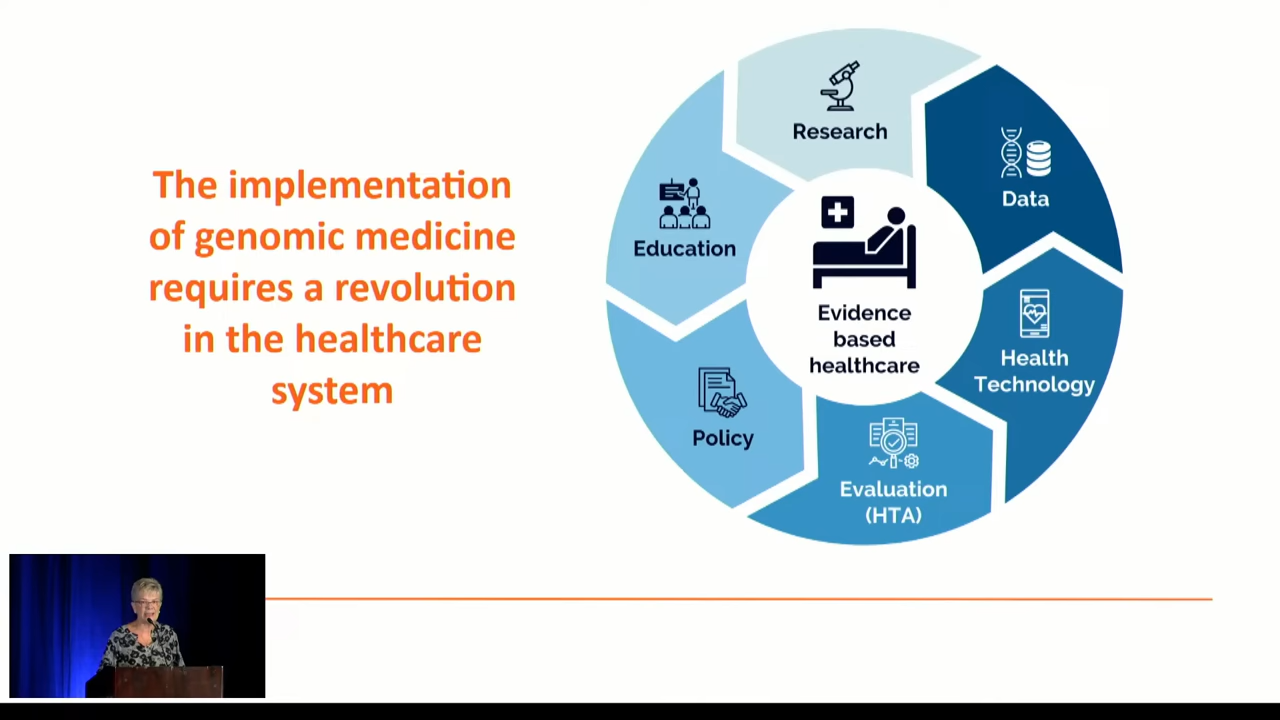 The implementation
of genomic medicine
requires a revolution
in the healthcare
system
Research
Data
Health
Technology
Evaluation
(HTA)
Policy
Education
Evidence
based
healthcare